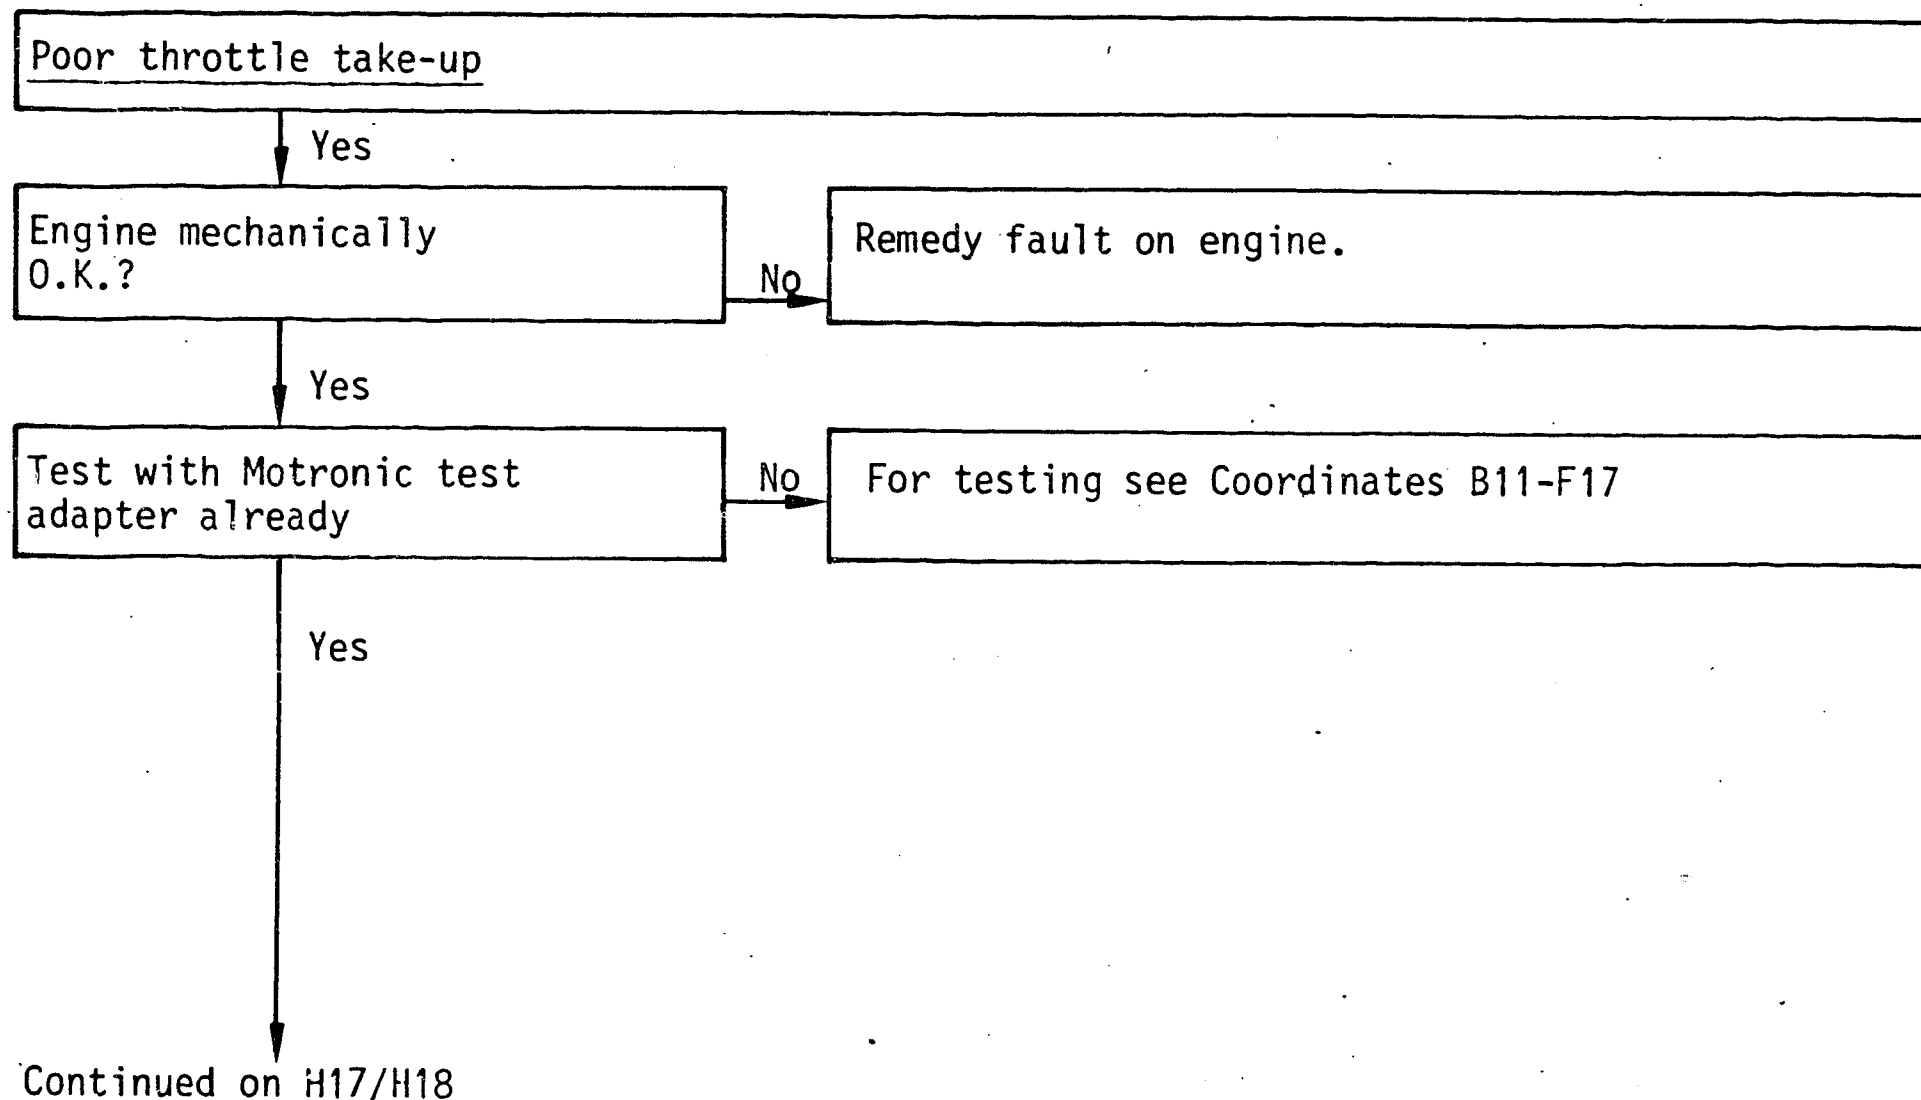 Poor throttle take-up
Yes
Engine mechanically
O.K.?
No
Remedy fault on engine.
Yes
Test with Motronic test
adapter already
No
For testing see Coordinates B11-F17
Yes
Continued on H17/H18